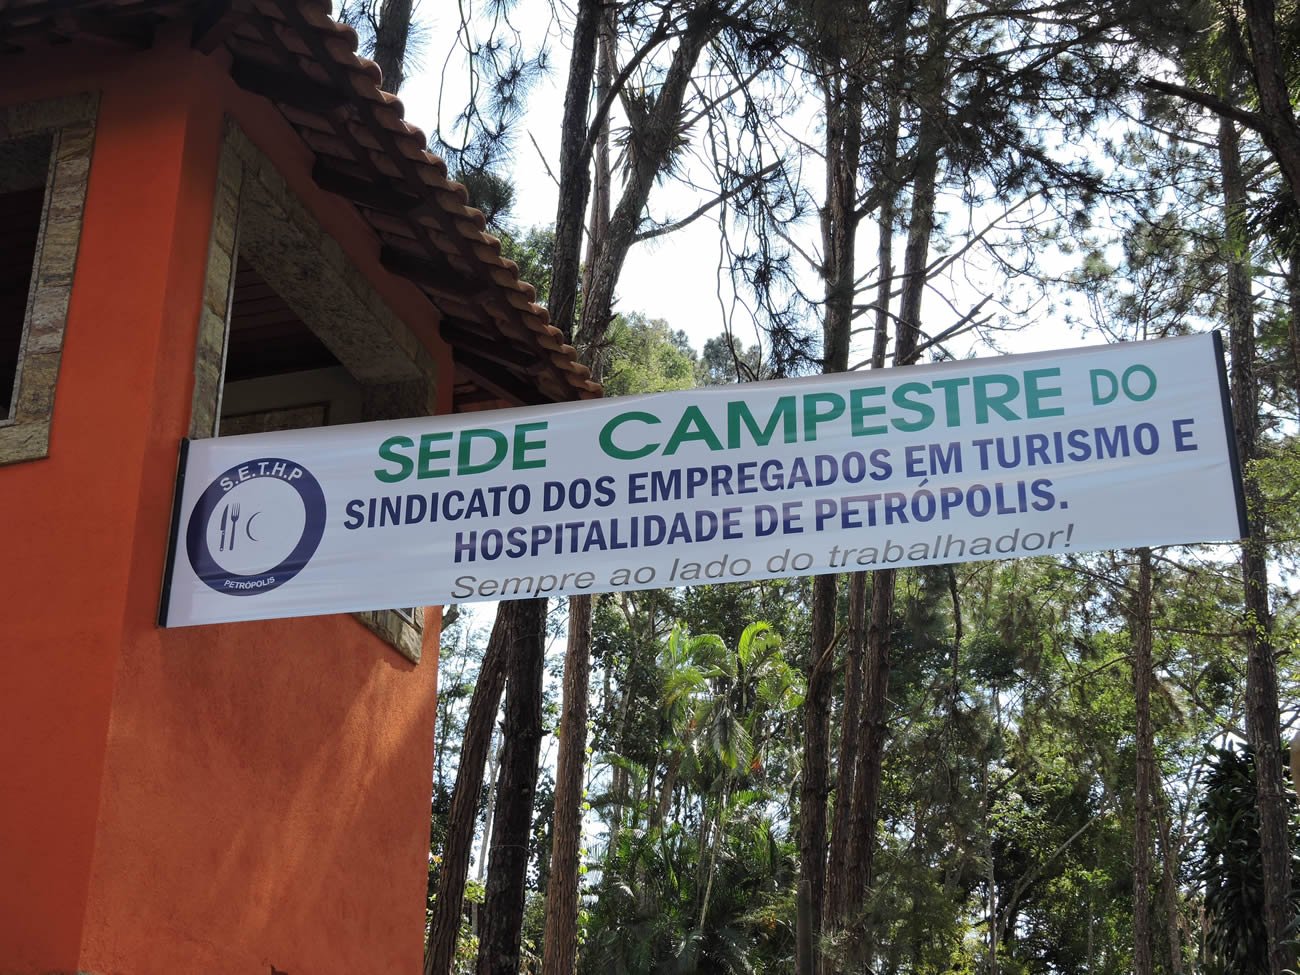 S.E.T.H.P
PETRÓPOLIS
SEDE CAMPESTRE DO
SINDICATO DOS EMPREGADOS EM TURISMO E
HOSPITALIDADE DE PETRÓPOLIS.
Sempre ao lado do trabalhador!